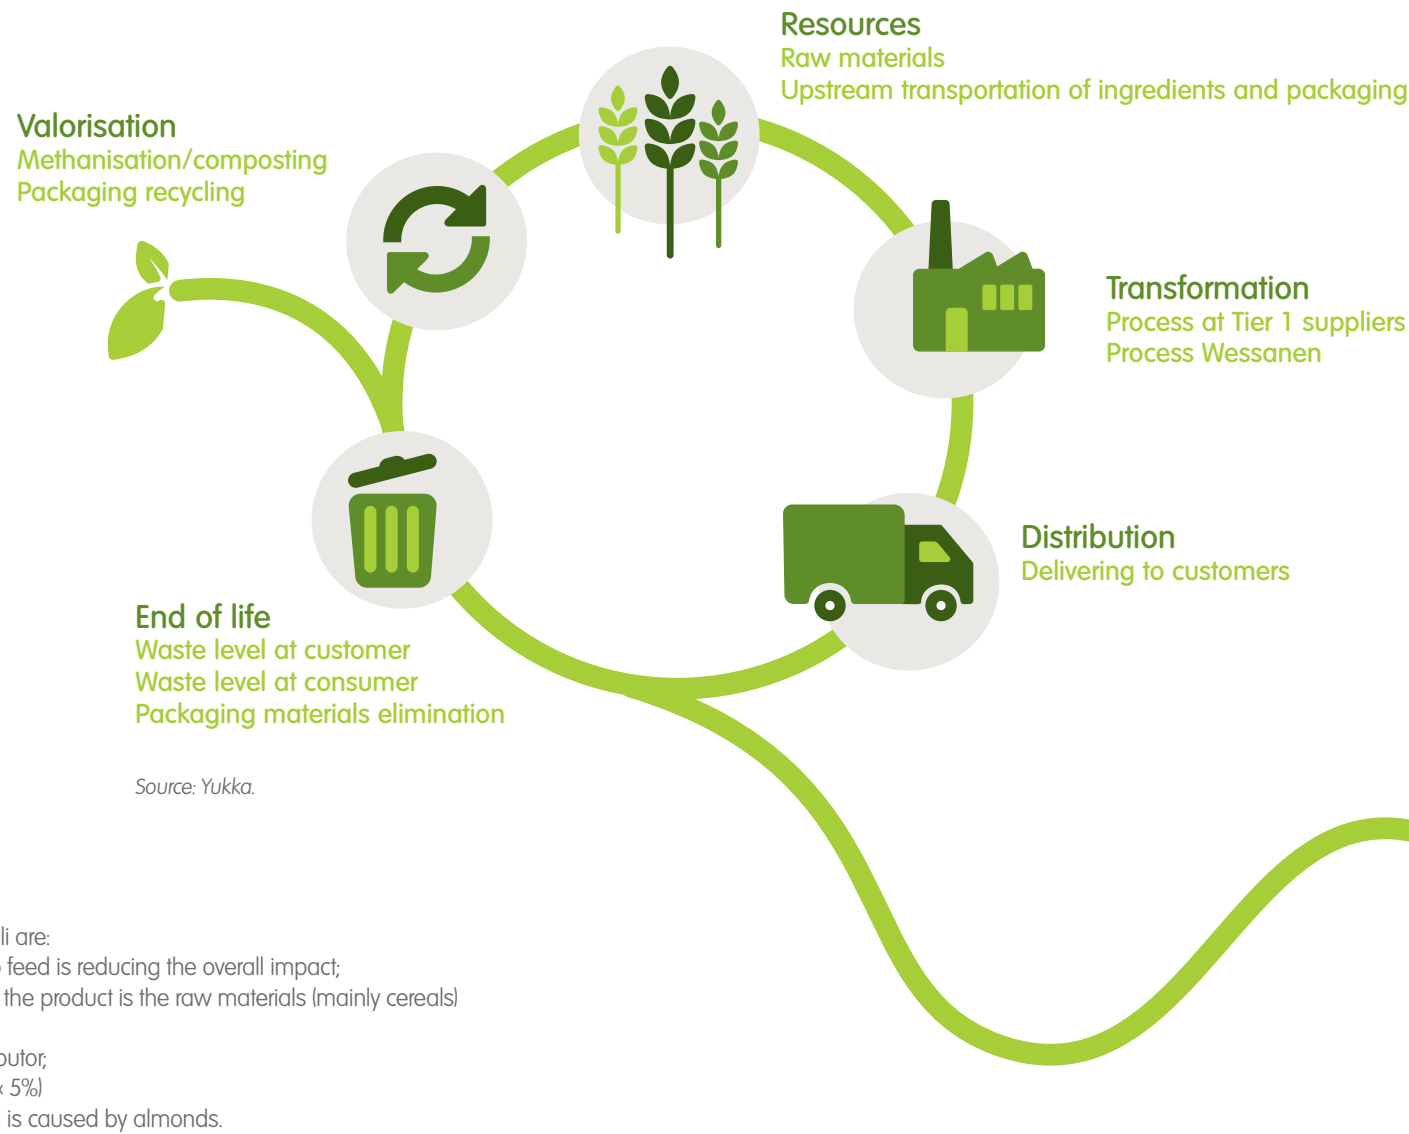 Resources
Raw materials
Upstream transportation of ingredients and packaging
Valorisation
Methanisation/composting
Packaging recycling
Transformation
Process at Tier 1 suppliers
Process Wessanen
Distribution
Delivering to customers
End of life
Waste level at customer
Waste level at consumer
Packaging materials elimination
Source: Yukka.
li are:
feed is reducing the overall impact;
the product is the raw materials (mainly cereals)
butor;
< 5%)
is caused by almonds.